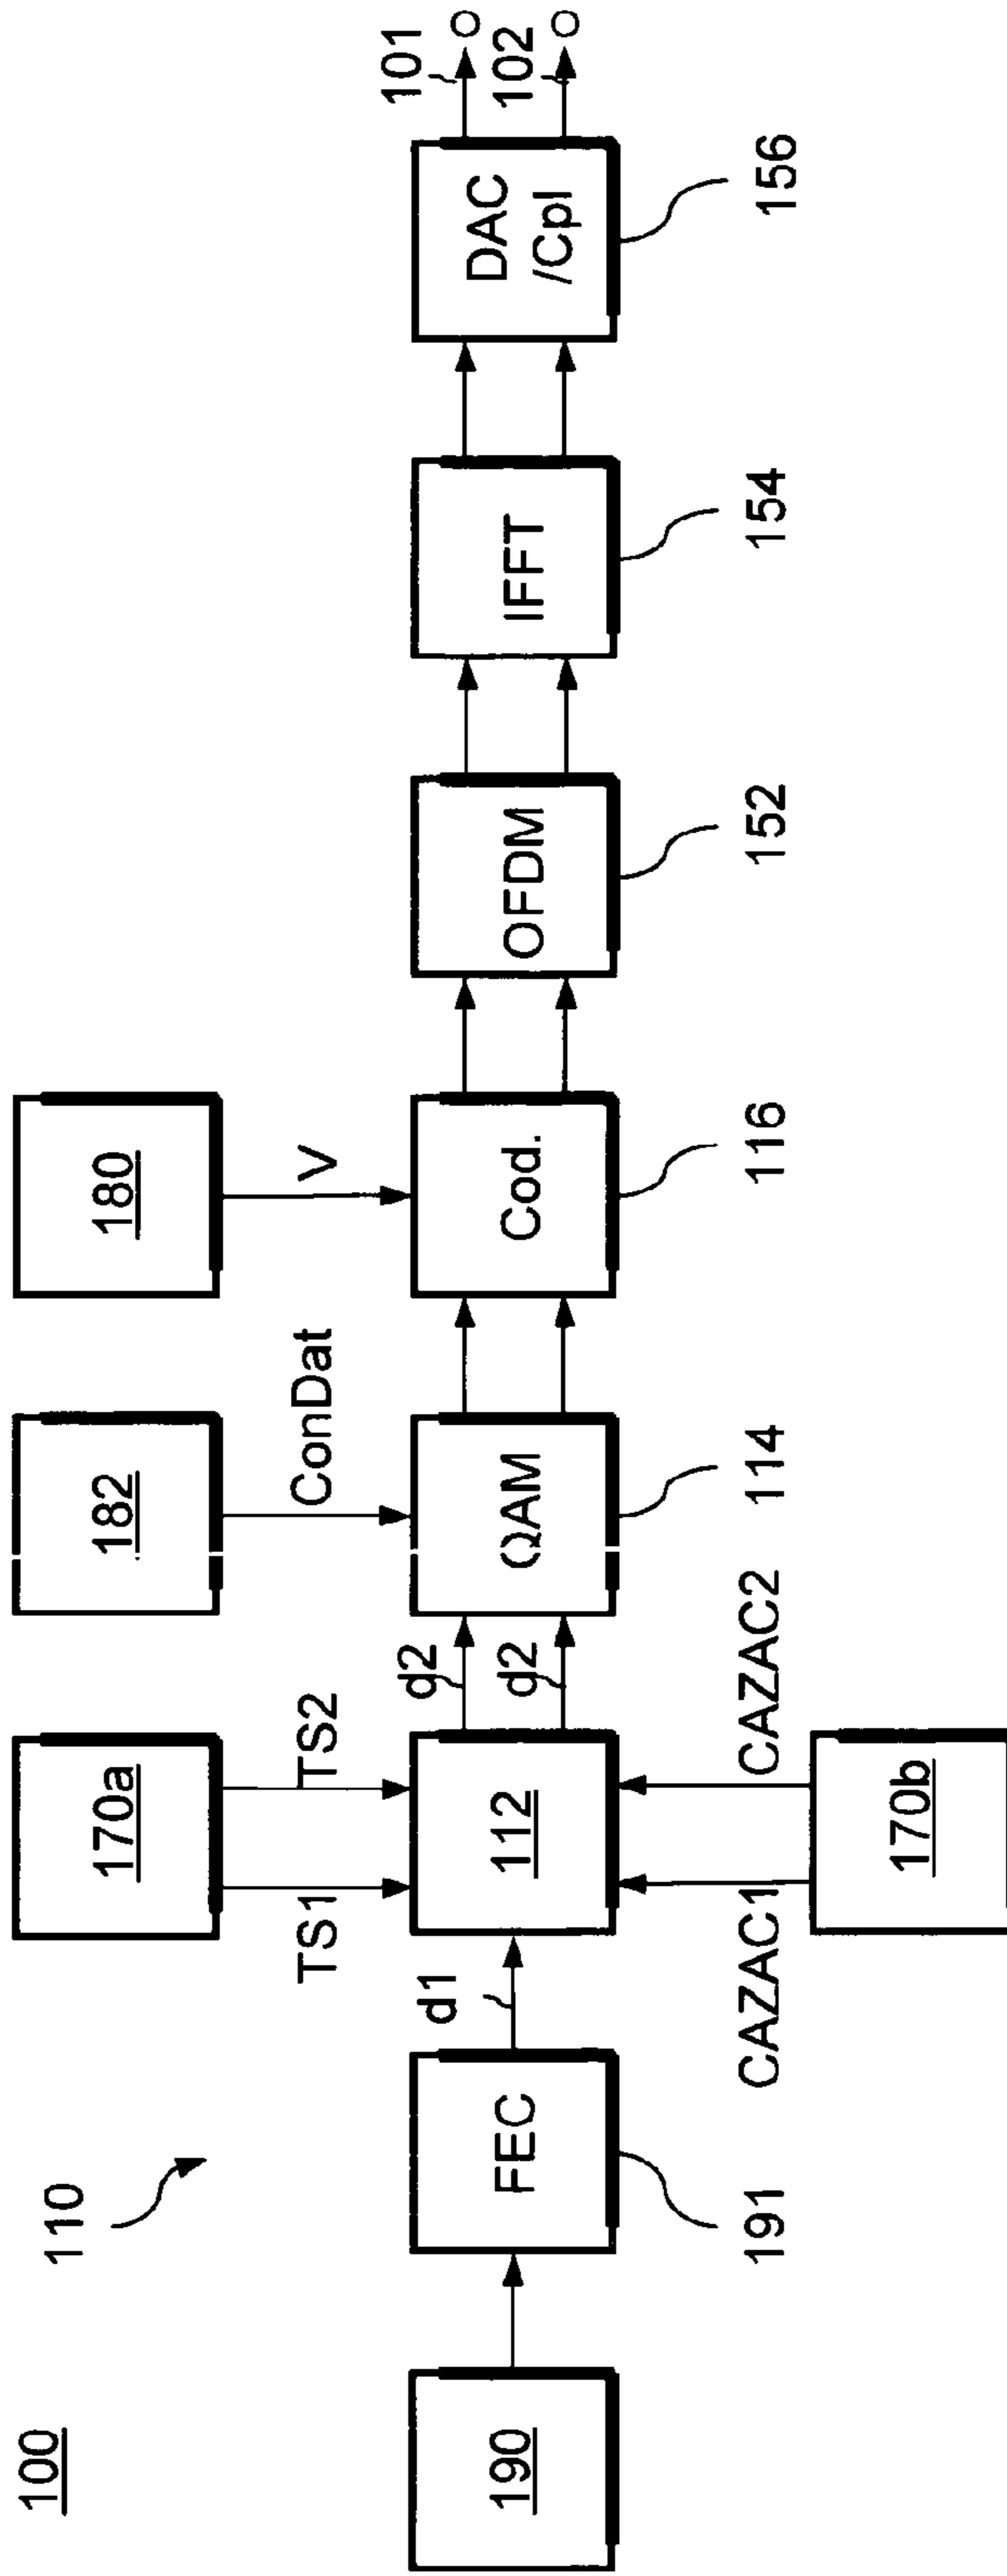 100
110
170a
182
180
TS1
TS2
ConDat
V
190
FEC
d1
112
d2
d2
QAM
Cod.
OFDM
IFFT
DAC
/Cpl
101
102
191
CAZAC1
CAZAC2
114
116
152
154
156
170b